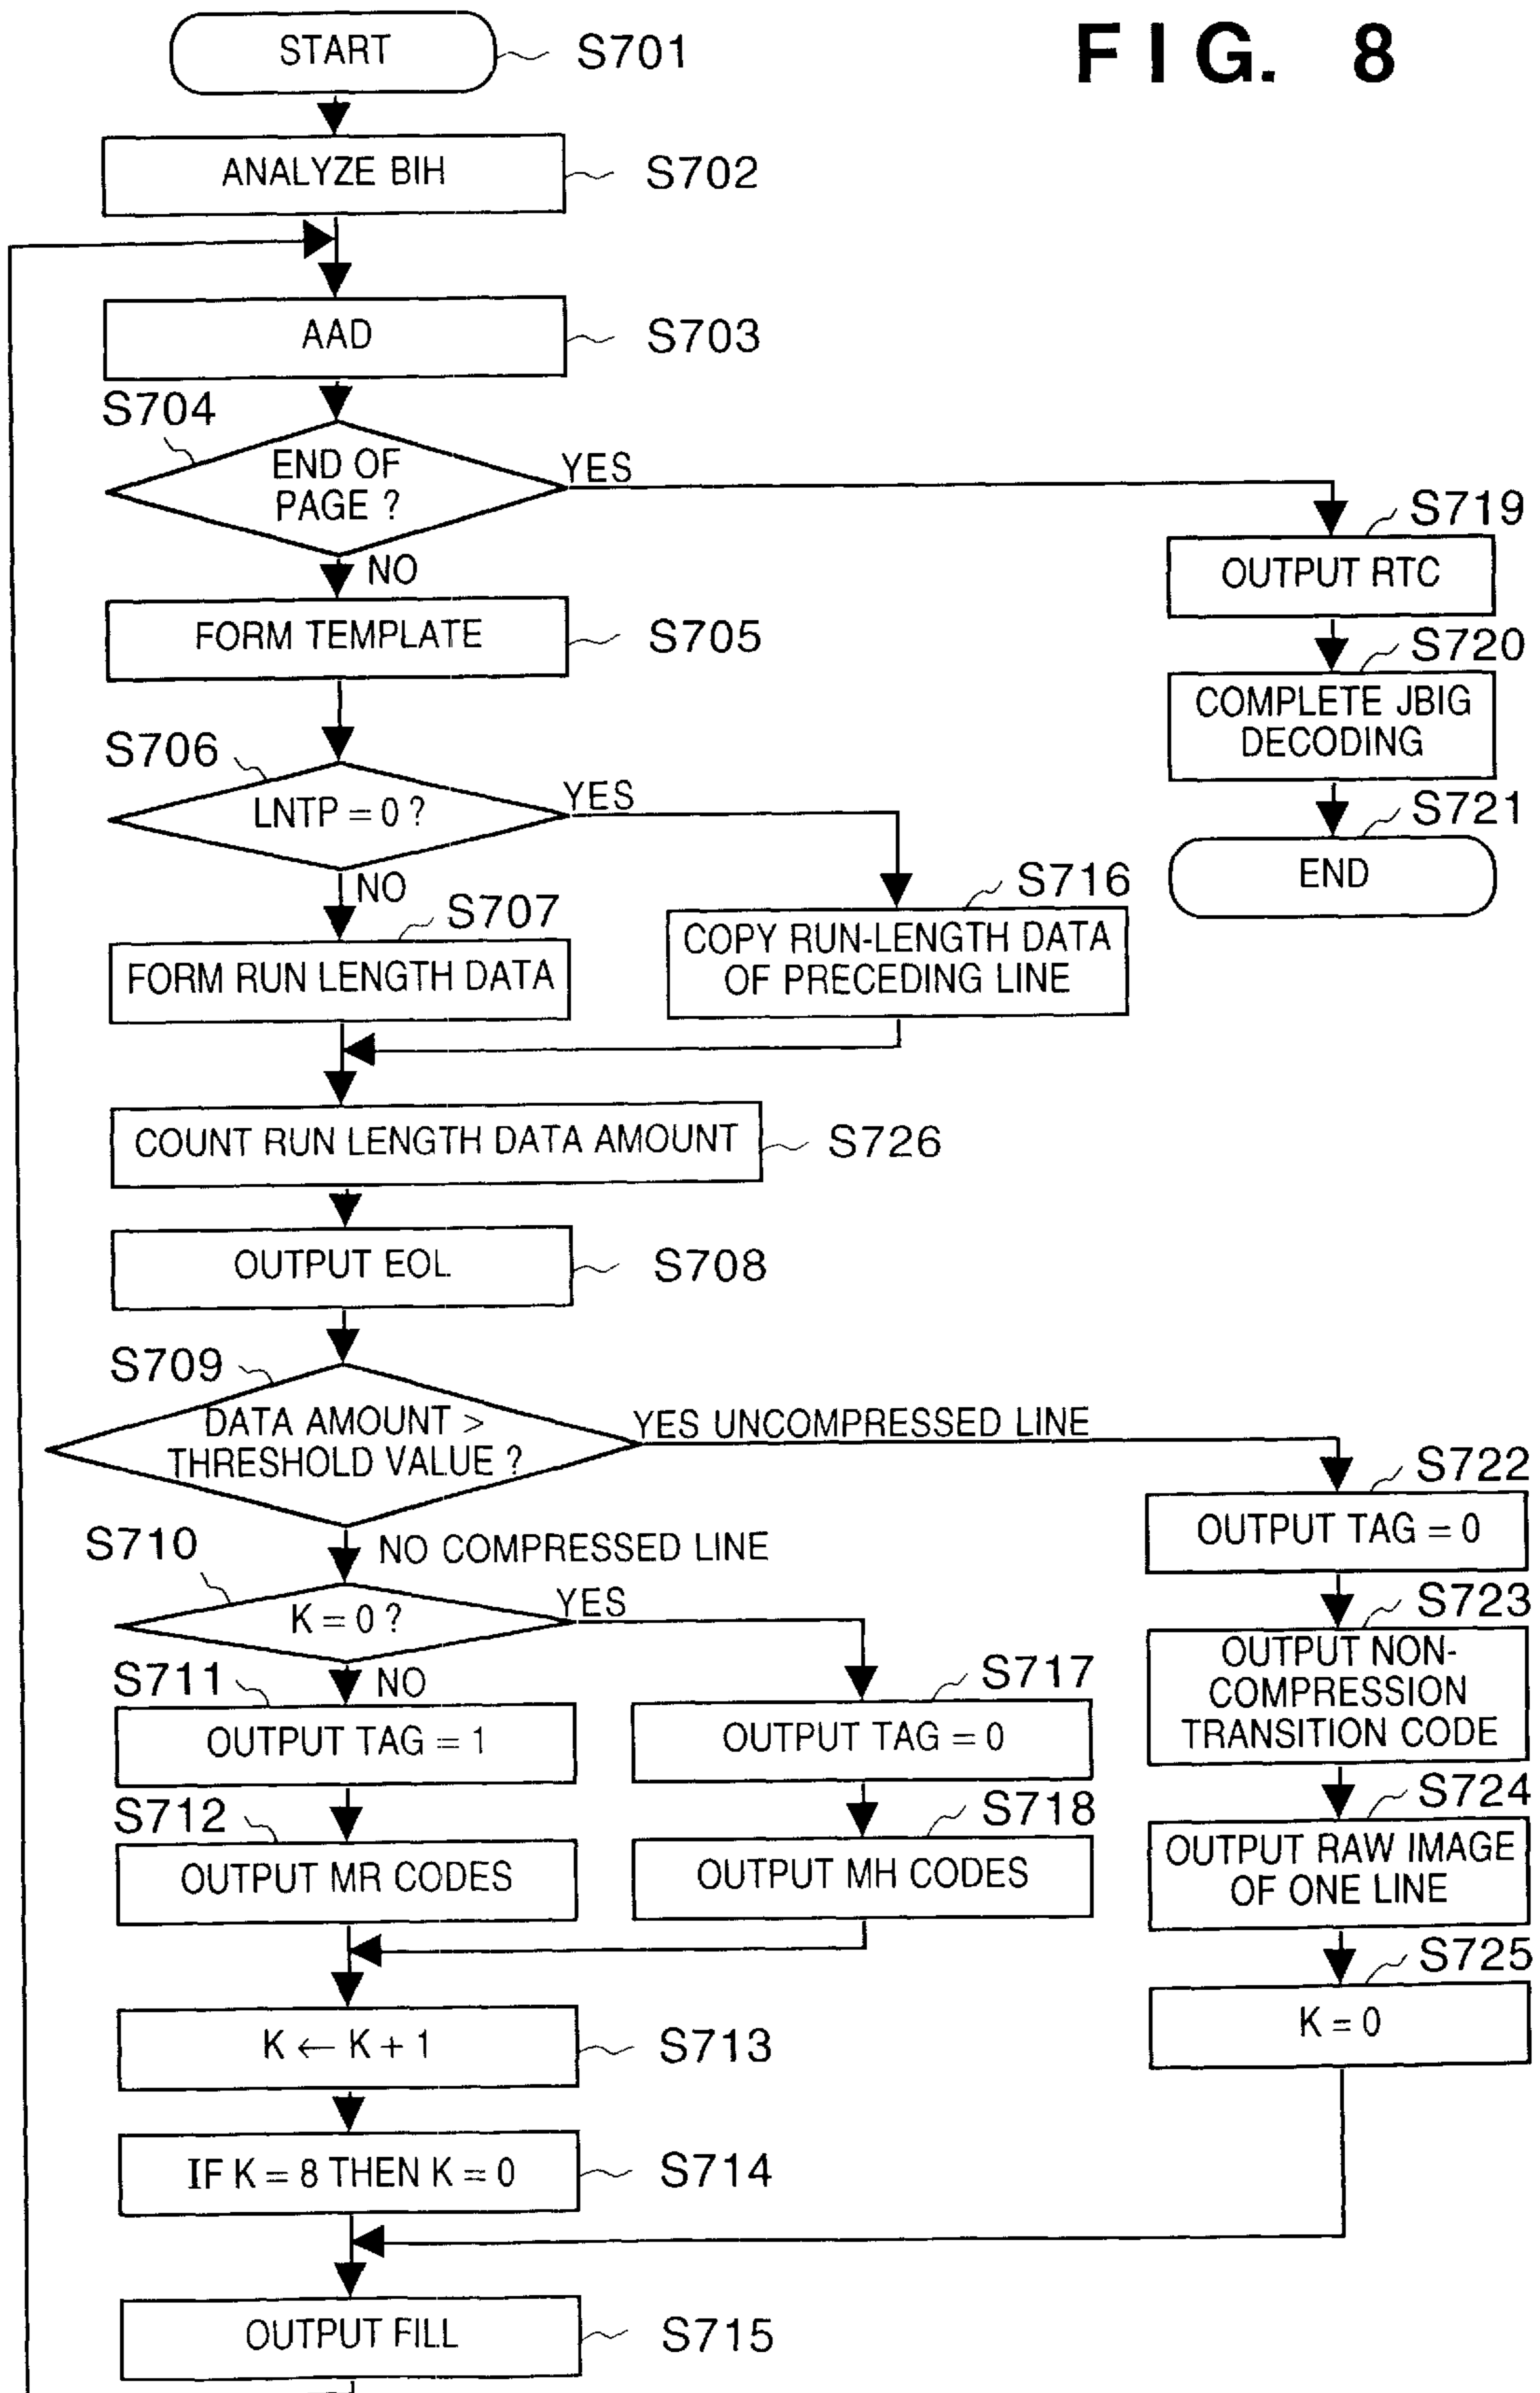 FIG. 8
START
S701
ANALYZE BIH
S702
AAD
S703
S704
END OF
PAGE ?
YES
NO
S719
OUTPUT RTC
FORM TEMPLATE
S705
S720
COMPLETE JBIG
DECODING
S706
LNTP = 0 ?
YES
NO
S721
END
S707
FORM RUN LENGTH DATA
S716
COPY RUN-LENGTH DATA
OF PRECEDING LINE
COUNT RUN LENGTH DATA AMOUNT
S726
OUTPUT EOL
S708
S709
DATA AMOUNT >
THRESHOLD VALUE ?
YES UNCOMPRESSED LINE
NO COMPRESSED LINE
S722
OUTPUT TAG = 0
S710
K = 0 ?
YES
NO
S723
OUTPUT NON-
COMPRESSION
TRANSITION CODE
S711
OUTPUT TAG = 1
S717
OUTPUT TAG = 0
S724
OUTPUT RAW IMAGE
OF ONE LINE
S712
OUTPUT MR CODES
S718
OUTPUT MH CODES
S725
K = 0
K ← K + 1
S713
IF K = 8 THEN K = 0
S714
OUTPUT FILL
S715